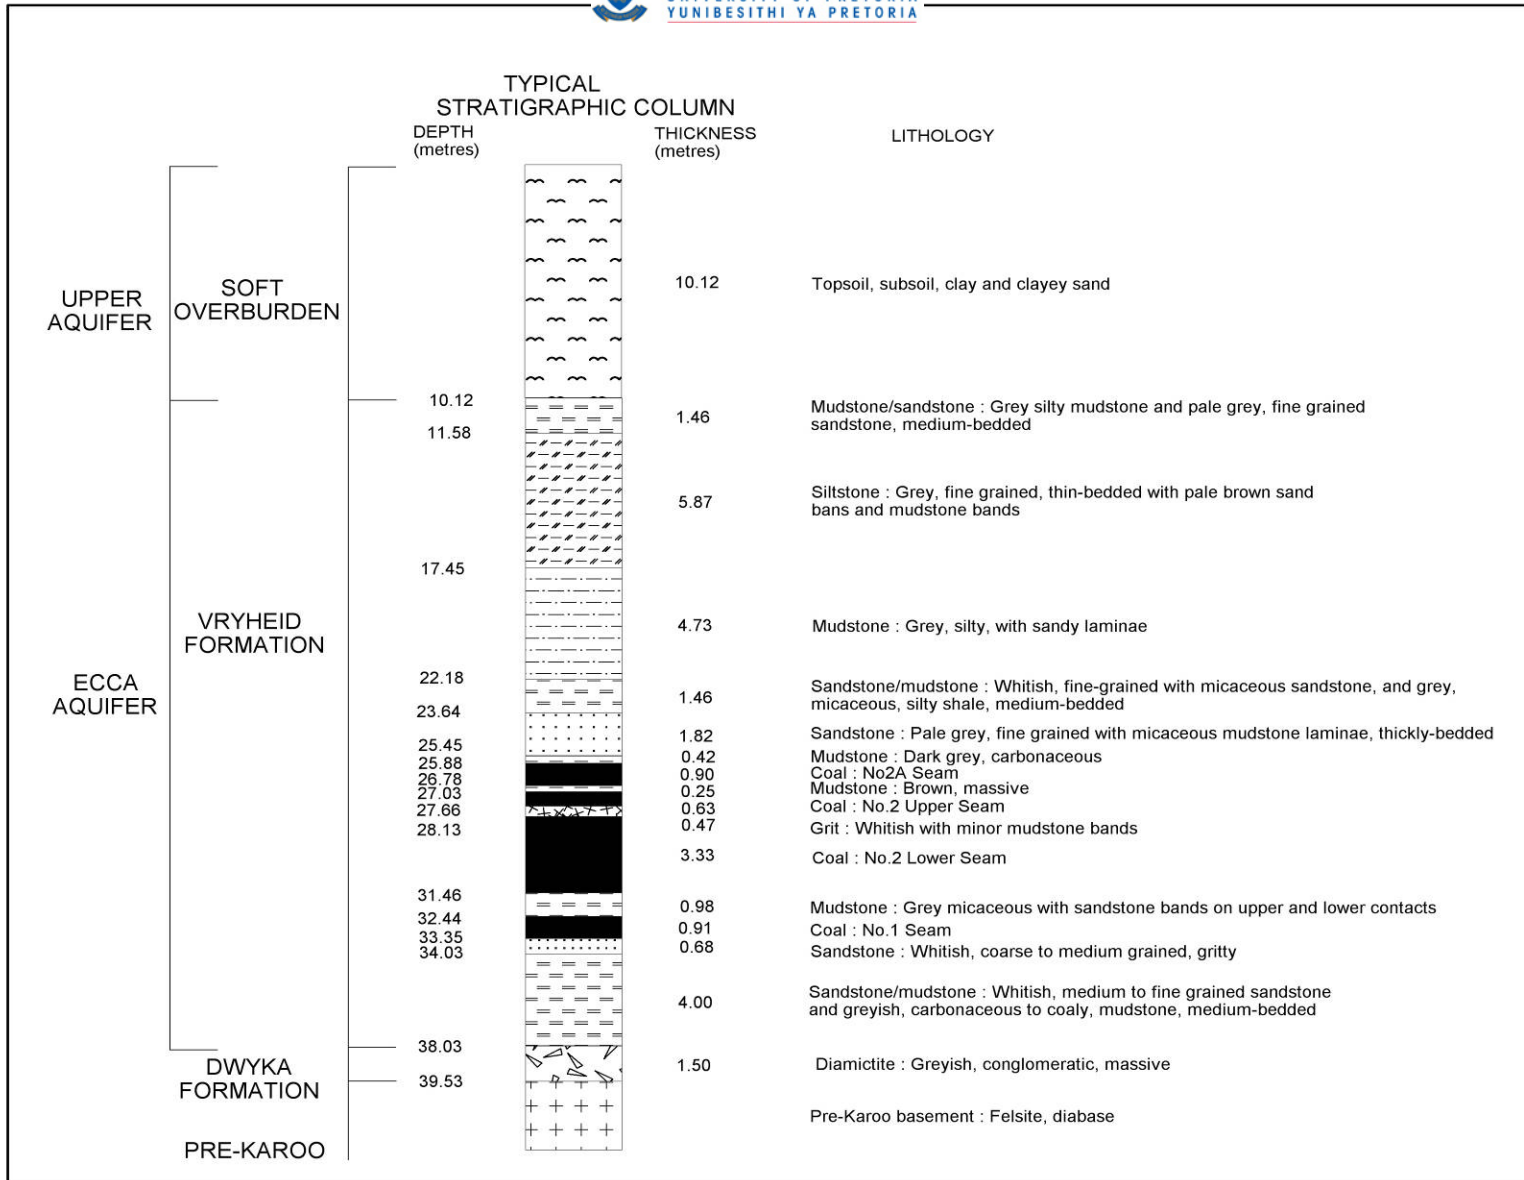 YUNIBESITHI YA PRETORIA
TYPICAL
STRATIGRAPHIC COLUMN
DEPTH
(metres)
THICKNESS
(metres)
LITHOLOGY
UPPER
AQUIFER
SOFT
OVERBURDEN
10.12
Topsoil, subsoil, clay and clayey sand
10.12
1.46
Mudstone/sandstone : Grey silty mudstone and pale grey, fine grained
sandstone, medium-bedded
11.58
5.87
Siltstone : Grey, fine grained, thin-bedded with pale brown sand
bans and mudstone bands
17.45
VRYHEID
FORMATION
4.73
Mudstone : Grey, silty, with sandy laminae
ECCA
AQUIFER
22.18
1.46
Sandstone/mudstone : Whitish, fine-grained with micaceous sandstone, and grey,
micaceous, silty shale, medium-bedded
23.64
1.82
Sandstone : Pale grey, fine grained with micaceous mudstone laminae, thickly-bedded
25.45
0.42
Mudstone : Dark grey, carbonaceous
25.88
0.90
Coal : No2A Seam
26.78
0.25
Mudstone : Brown, massive
27.03
0.63
Coal : No.2 Upper Seam
27.66
0.47
Grit : Whitish with minor mudstone bands
28.13
3.33
Coal : No.2 Lower Seam
31.46
0.98
Mudstone : Grey micaceous with sandstone bands on upper and lower contacts
32.44
0.91
Coal : No.1 Seam
33.35
0.68
Sandstone : Whitish, coarse to medium grained, gritty
34.03
4.00
Sandstone/mudstone : Whitish, medium to fine grained sandstone
and greyish, carbonaceous to coaly, mudstone, medium-bedded
38.03
DWYKA
FORMATION
1.50
Diamictite : Greyish, conglomeratic, massive
39.53
Pre-Karoo basement : Felsite, diabase
PRE-KAROO